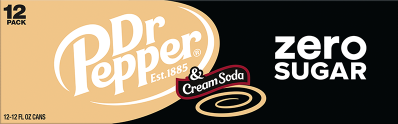 12
PACK
Dr
Pepper®
Est.1885
&
Cream Soda
zero
SUGAR
12-12 FL OZ CANS